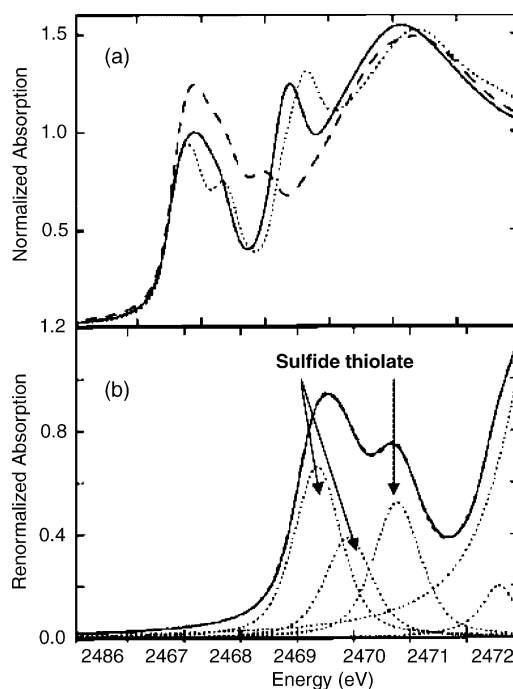 (a)
Normalized Absorption
1.5
1.0
0.5
1.2
(b)
Sulfide thiolate
Renormalized Absorption
0.8
0.4
0.0
2486 2467 2468 2469 2470 2471 2472
Energy (eV)